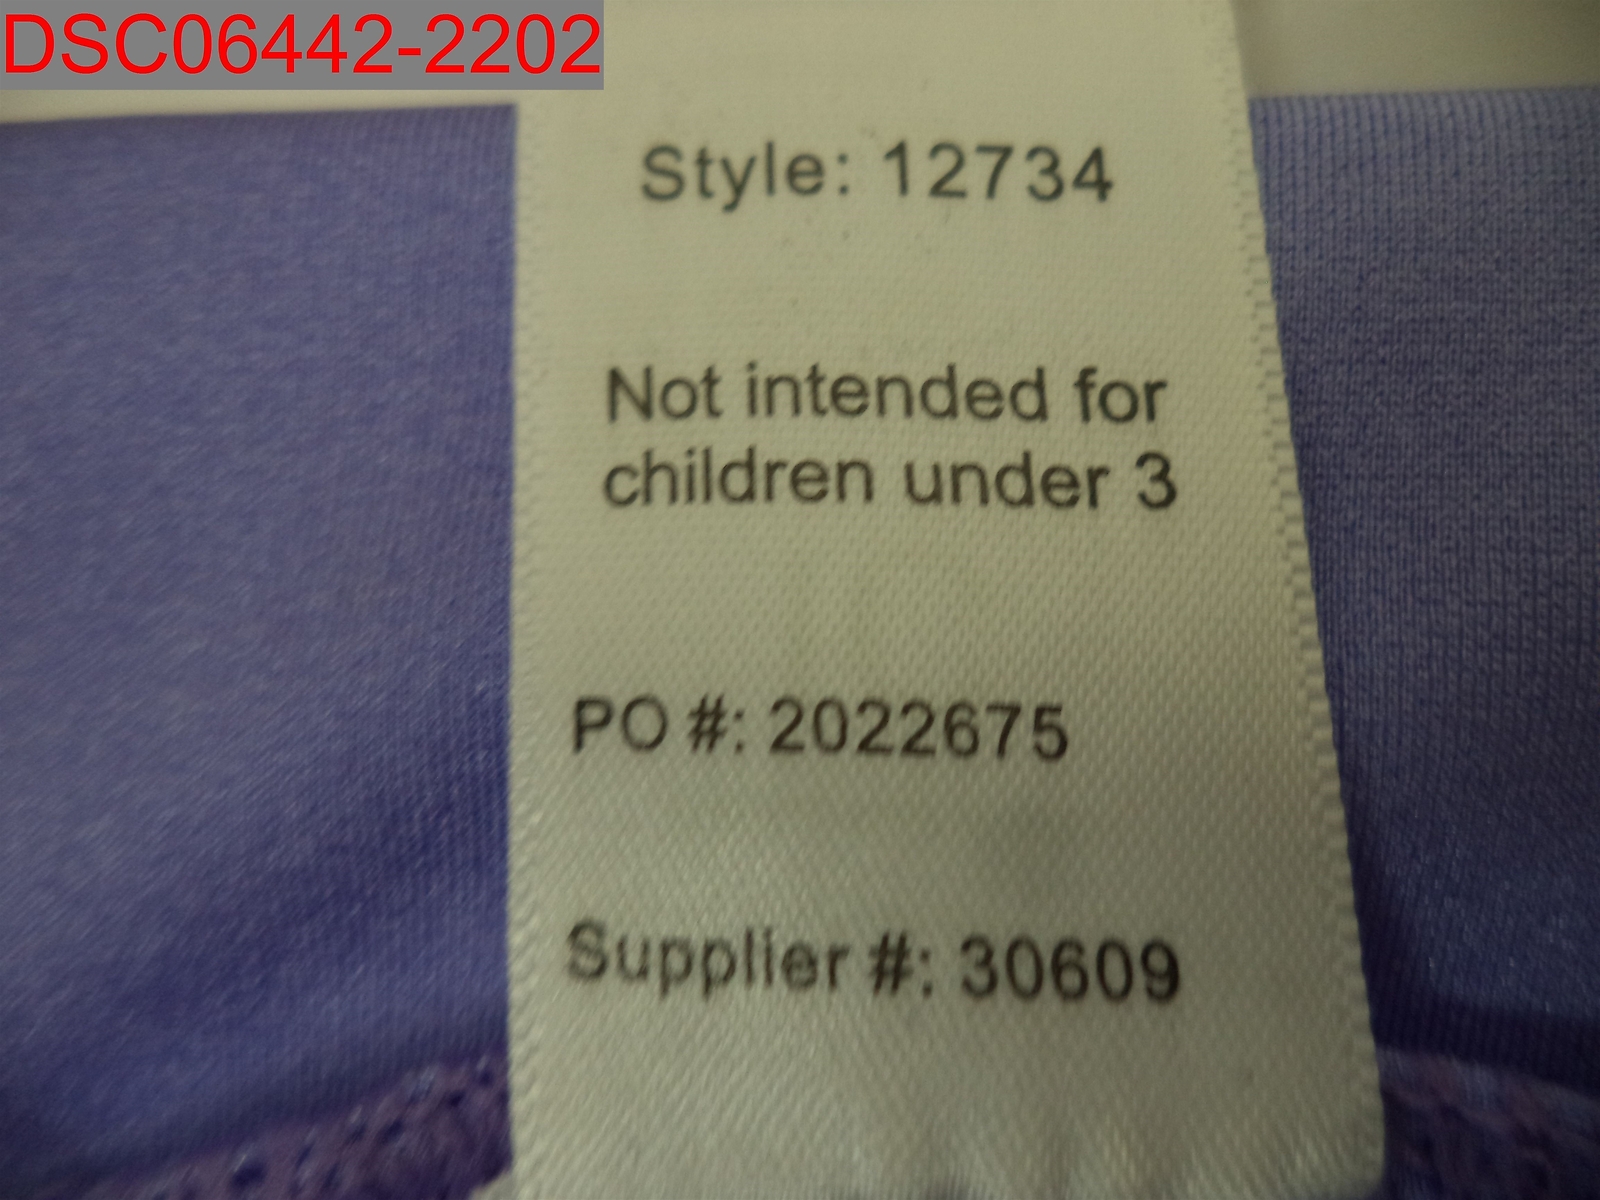 DSC06442-2202
Style: 12734
Not intended for
children under 3
PO #: 2022675
Supplier #: 30609